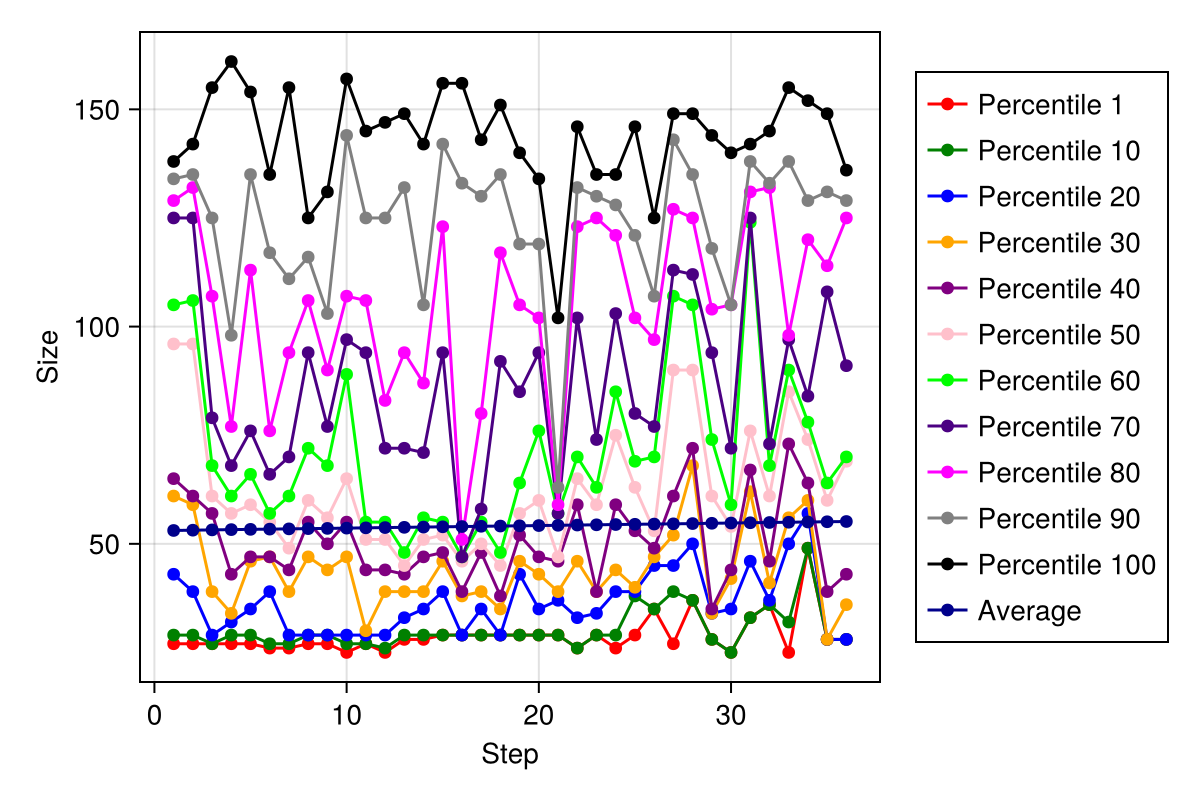 150
100
50
Size
0
10
20
30
Step
Percentile 1
Percentile 10
Percentile 20
Percentile 30
Percentile 40
Percentile 50
Percentile 60
Percentile 70
Percentile 80
Percentile 90
Percentile 100
Average